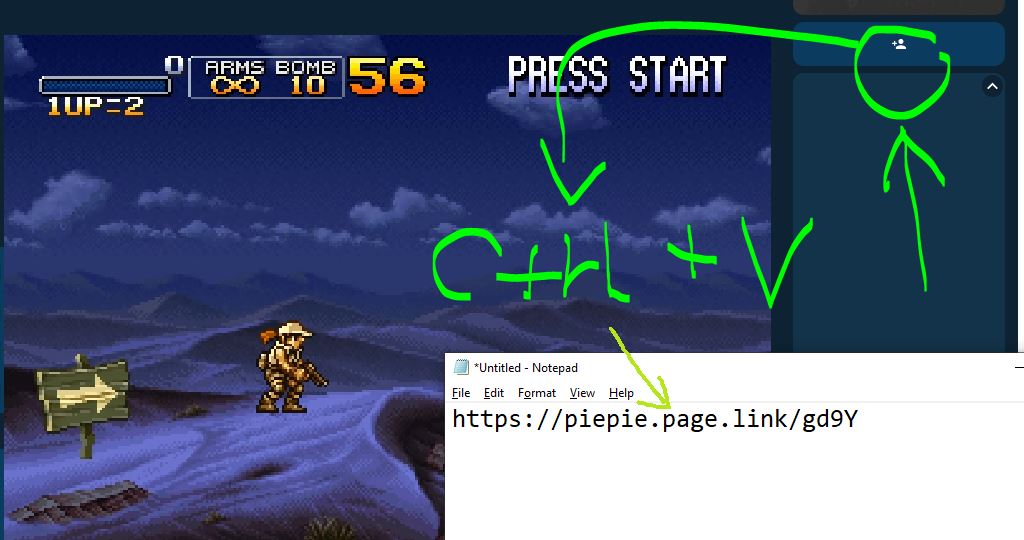 0
ARMS BOMB
∞ 10
56
PRESS START
1UP=2
Ctrl + V
*Untitled - Notepad
File Edit Format View Help
https://piepie.page.link/gd9Y